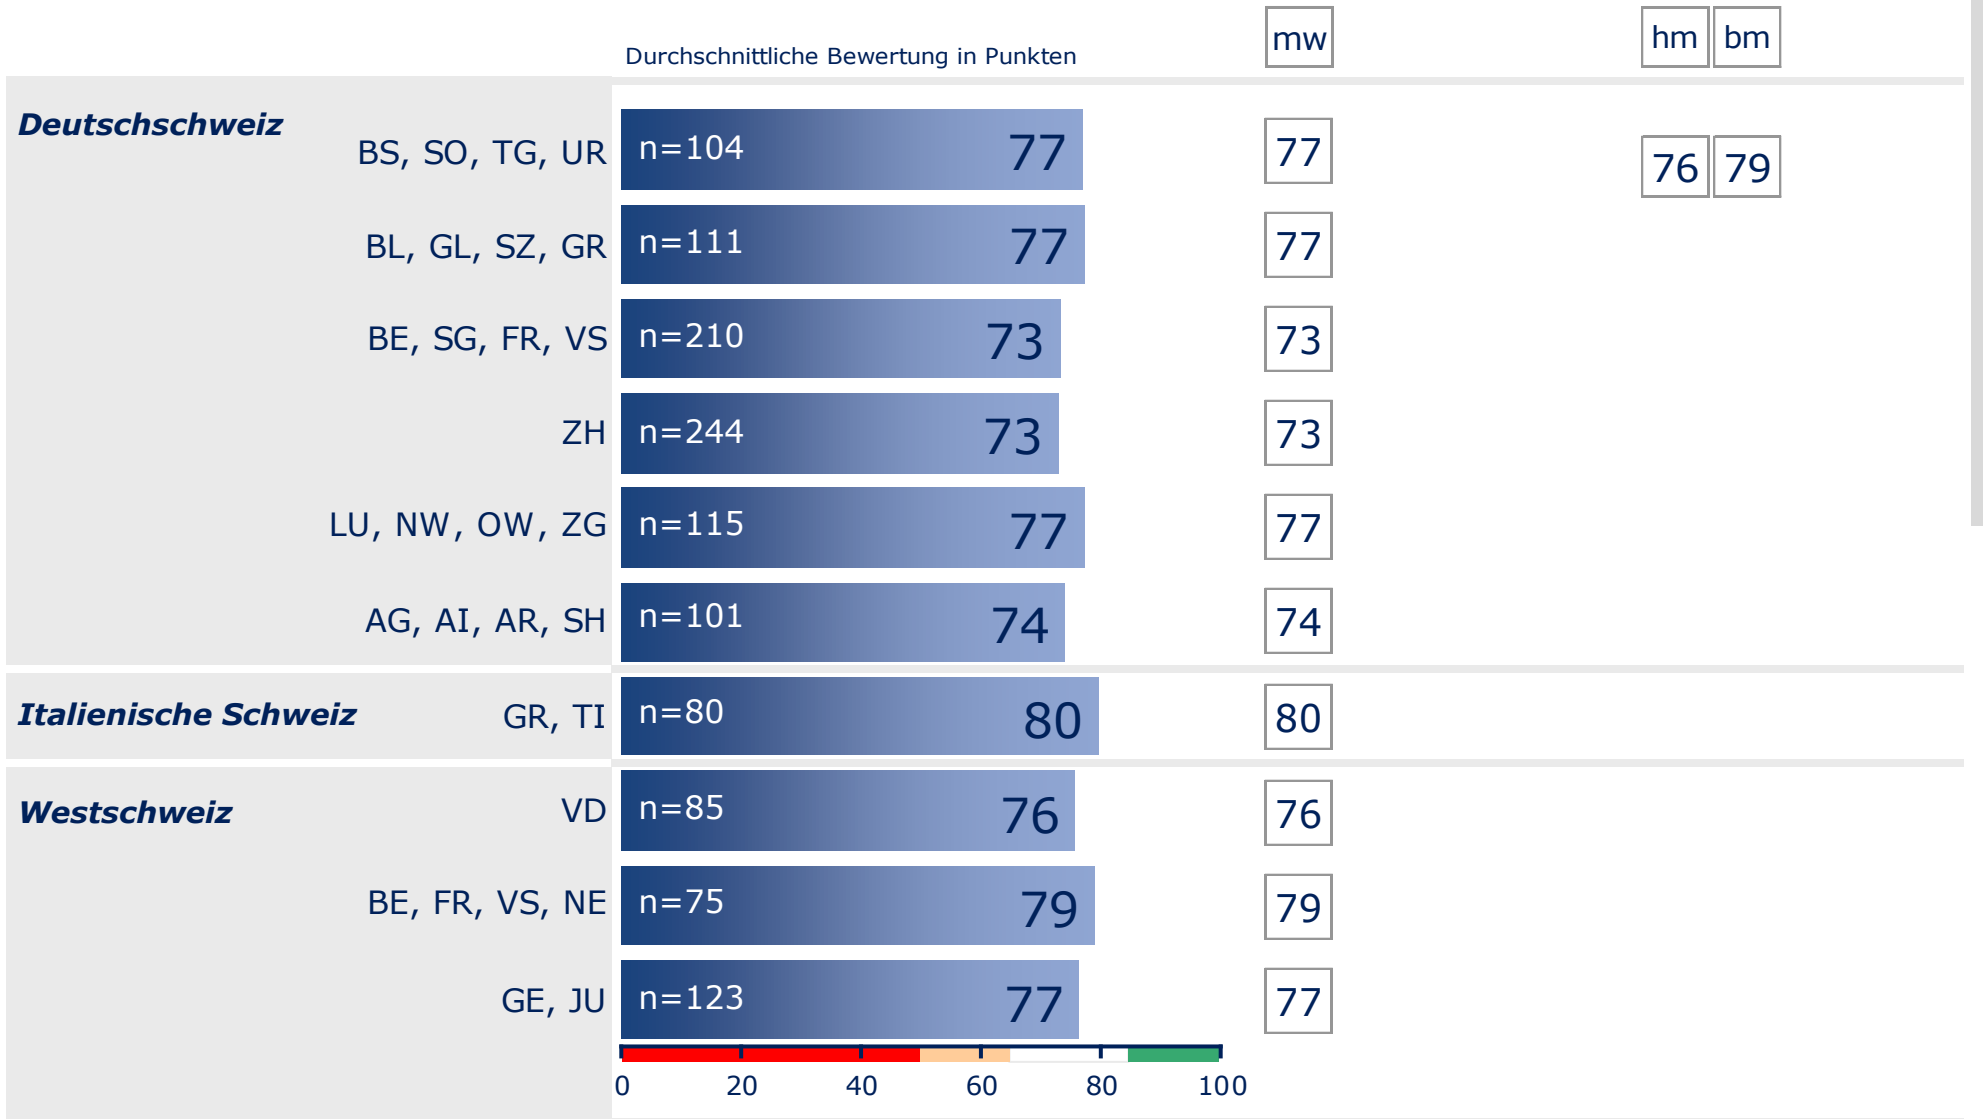 Durchschnittliche Bewertung in Punkten mw hm bm
Deutschschweiz
BS, SO, TG, UR n=104 77 77 76 79
BL, GL, SZ, GR n=111 77 77
BE, SG, FR, VS n=210 73 73
ZH n=244 73 73
LU, NW, OW, ZG n=115 77 77
AG, AI, AR, SH n=101 74 74
Italienische Schweiz GR, TI n=80 80 80
Westschweiz VD n=85 76 76
BE, FR, VS, NE n=75 79 79
GE, JU n=123 77 77
0 20 40 60 80 100